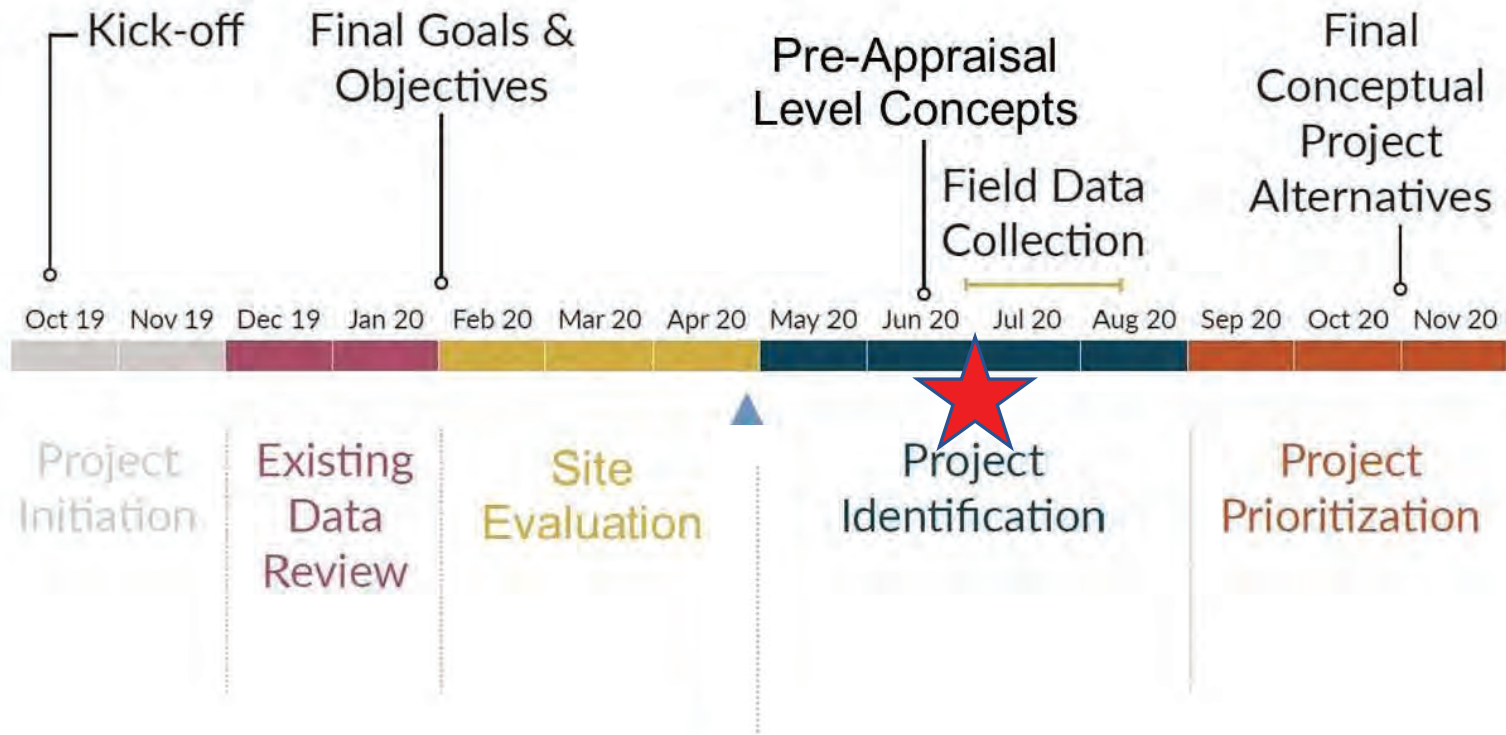 Kick-off
Final Goals &
Objectives
Pre-Appraisal
Level Concepts
Field Data
Collection
Final
Conceptual
Project
Alternatives
Oct 19 Nov 19 Dec 19 Jan 20 Feb 20 Mar 20 Apr 20 May 20 Jun 20 Jul 20 Aug 20 Sep 20 Oct 20 Nov 20
Project
Initiation
Existing
Data
Review
Site
Evaluation
Project
Identification
Project
Prioritization